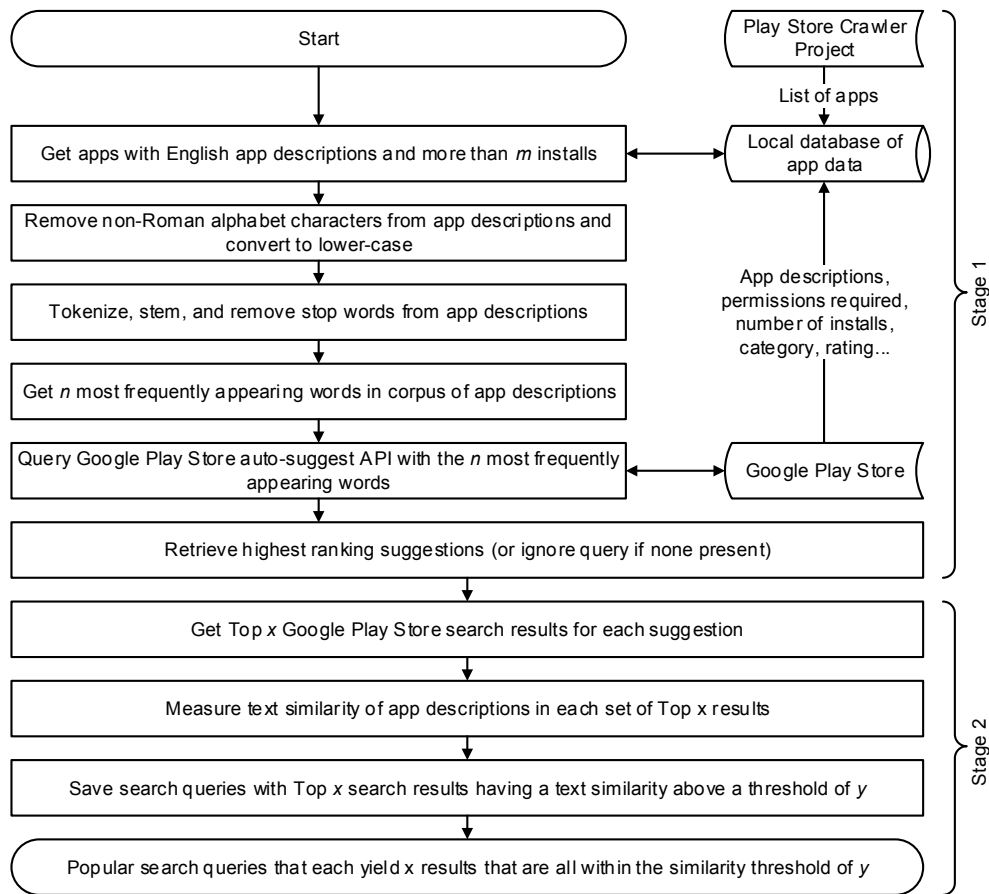 Start
Play Store Crawler
Project
List of apps
Get apps with English app descriptions and more than m installs
Local database of
app data
Remove non-Roman alphabet characters from app descriptions and
convert to lower-case
Tokenize, stem, and remove stop words from app descriptions
App descriptions,
permissions required,
number of installs,
category, rating...
Get n most frequently appearing words in corpus of app descriptions
Query Google Play Store auto-suggest API with the n most frequently
appearing words
Google Play Store
Retrieve highest ranking suggestions (or ignore query if none present)
Stage 1
Get Top x Google Play Store search results for each suggestion
Measure text similarity of app descriptions in each set of Top x results
Save search queries with Top x search results having a text similarity above a threshold of y
Popular search queries that each yield x results that are all within the similarity threshold of y
Stage 2